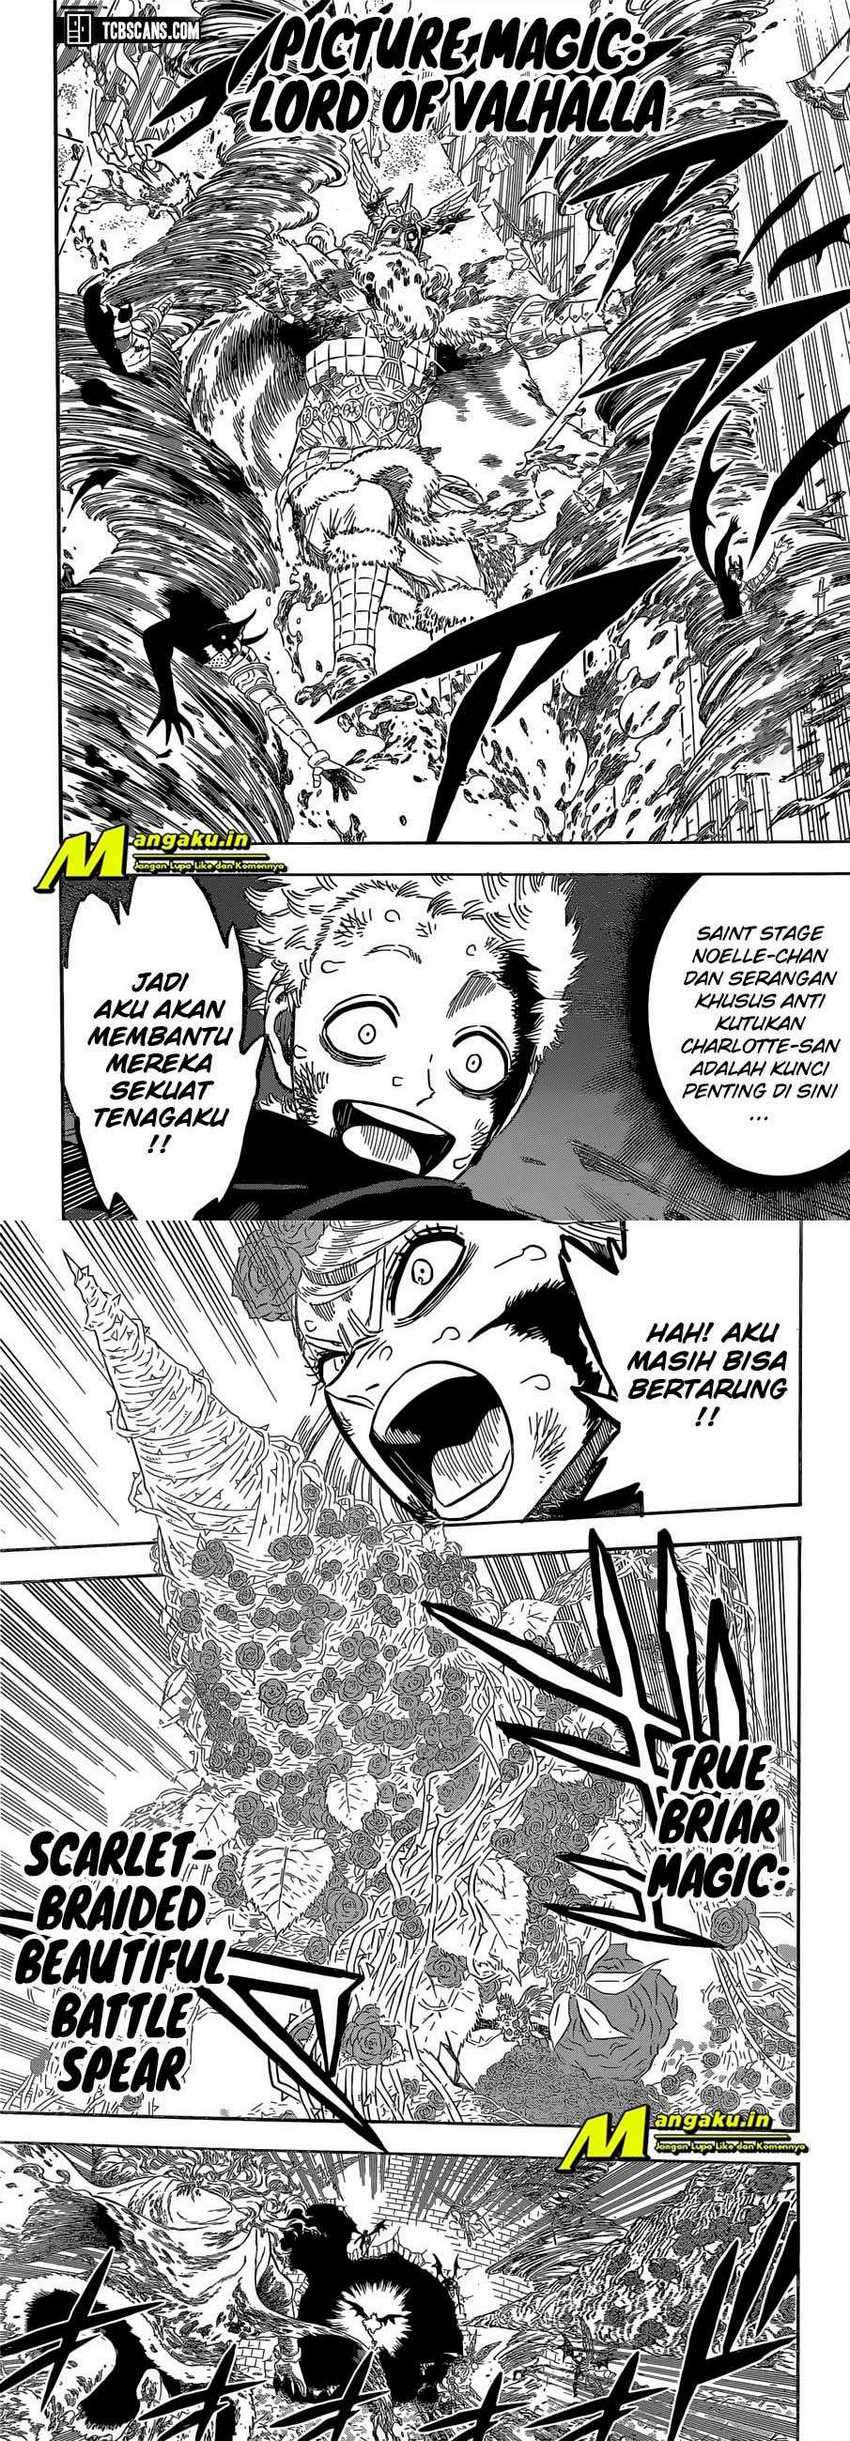 TCBSCANS.COM
PICTURE MAGIC:
LORD OF VALHALLA
Mangaku.in
Jangan Lupa Like dan Komennya
SAINT STAGE
NOELLE-CHAN
DAN SERANGAN
KHUSUS ANTI
KUTUKAN
CHARLOTTE-SAN
ADALAH KUNCI
PENTING DI SINI
...
JADI
AKU AKAN
MEMBANTU
MEREKA
SEKUAT
TENAGAKU
!!
HAH! AKU
MASIH BISA
BERTARUNG
!!
TRUE
BRIAR
MAGIC:
SCARLET-
BRAIDED
BEAUTIFUL
BATTLE
SPEAR
Mangaku.in
Jangan Lupa Like dan Komennya